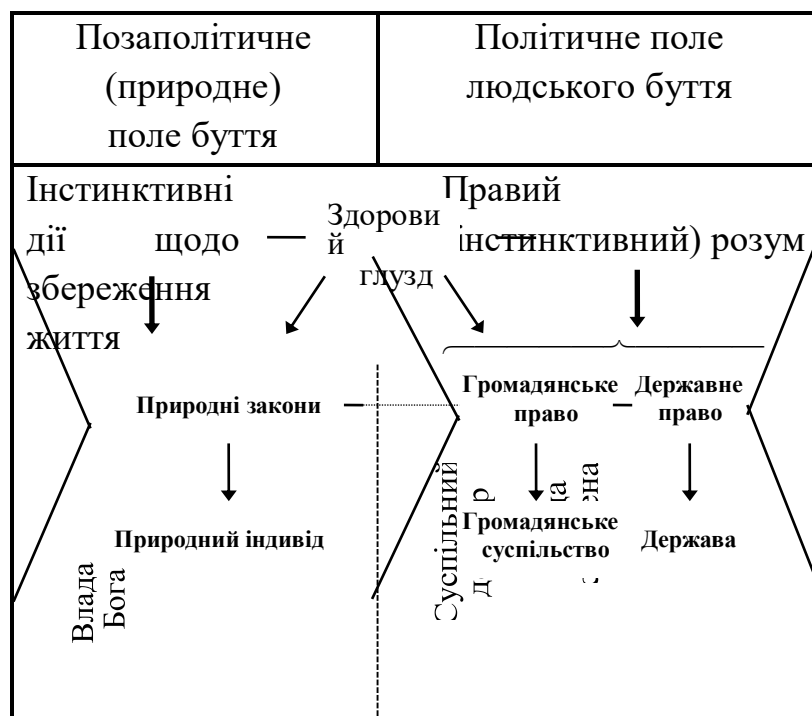 Позаполітичне
(природне)
поле буття
Політичне поле
людського буття
Інстинктивні
дії щодо
збереження
життя
Здорови
й
глузд
Правий
інстинктивний) розум
Природні закони
Громадянське
право
Державне
право
Природний індивід
Громадянське
суспільство
Держава
Влада
Бога
Суспільний